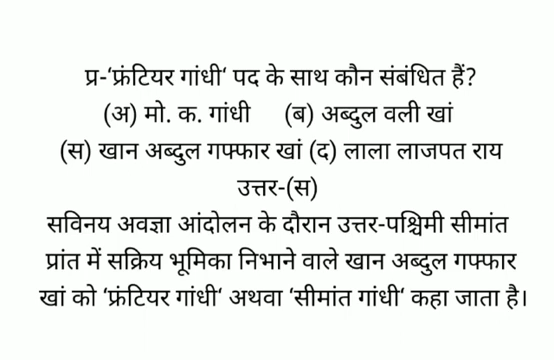 प्र-‘फ्रंटियर गांधी‘ पद के साथ कौन संबंधित हैं?
(अ) मो. क. गांधी (ब) अब्दुल वली खां
(स) खान अब्दुल गफ्फार खां (द) लाला लाजपत राय
उत्तर-(स)
सविनय अवज्ञा आंदोलन के दौरान उत्तर-पश्चिमी सीमांत
प्रांत में सक्रिय भूमिका निभाने वाले खान अब्दुल गफ्फार
खां को ‘फ्रंटियर गांधी‘ अथवा ‘सीमांत गांधी‘ कहा जाता है।